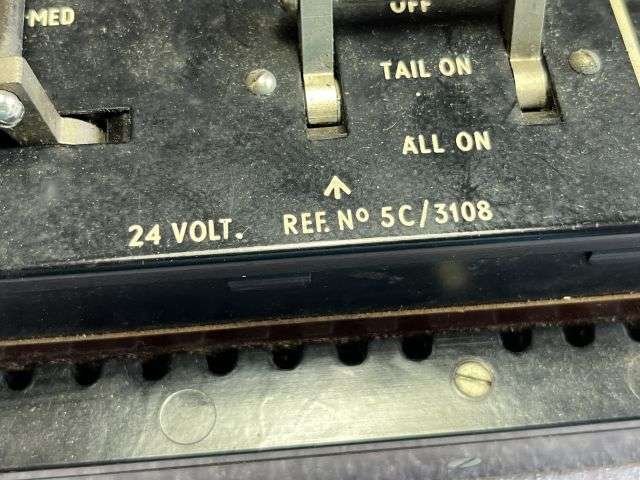 -MED
OFF
TAIL ON
ALL ON
24 VOLT. REF. Nº 5C/3108